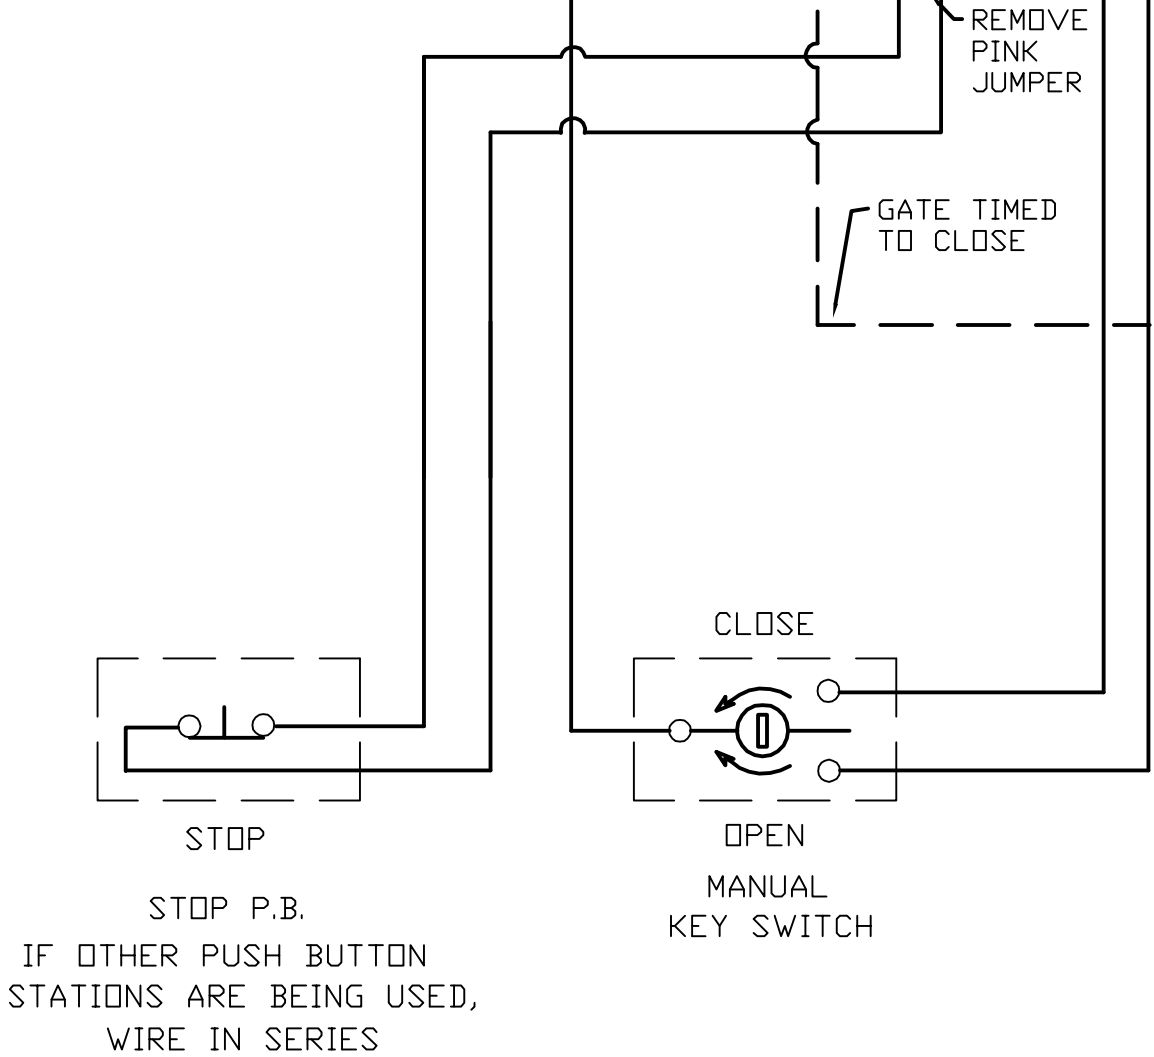 REMOVE
PINK
JUMPER
GATE TIMED
TO CLOSE
CLOSE
STOP
OPEN
MANUAL
KEY SWITCH
STOP P.B.
IF OTHER PUSH BUTTON
STATIONS ARE BEING USED,
WIRE IN SERIES